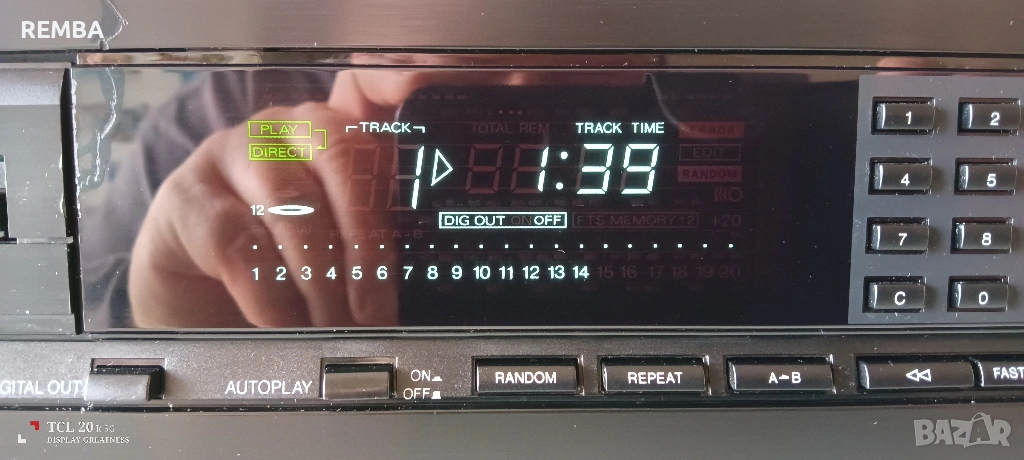 REMBA
PLAY
DIRECT
TRACK
TOTAL REM
TRACK TIME
ERROR
EDIT
RANDOM
1 1:39
12
DIG OUT ON OFF
FTS MEMORY 12 +20
REPEAT A-B
1 2 3 4 5 6 7 8 9 10 11 12 13 14 15 16 17 18 19 20
1 2
4 5
7 8
C 0
GITAL OUT
AUTOPLAY
ON
OFF
RANDOM
REPEAT
A-B
FAST
TCL 20 R 5G
DISPLAY GREATNESS
BAZAR